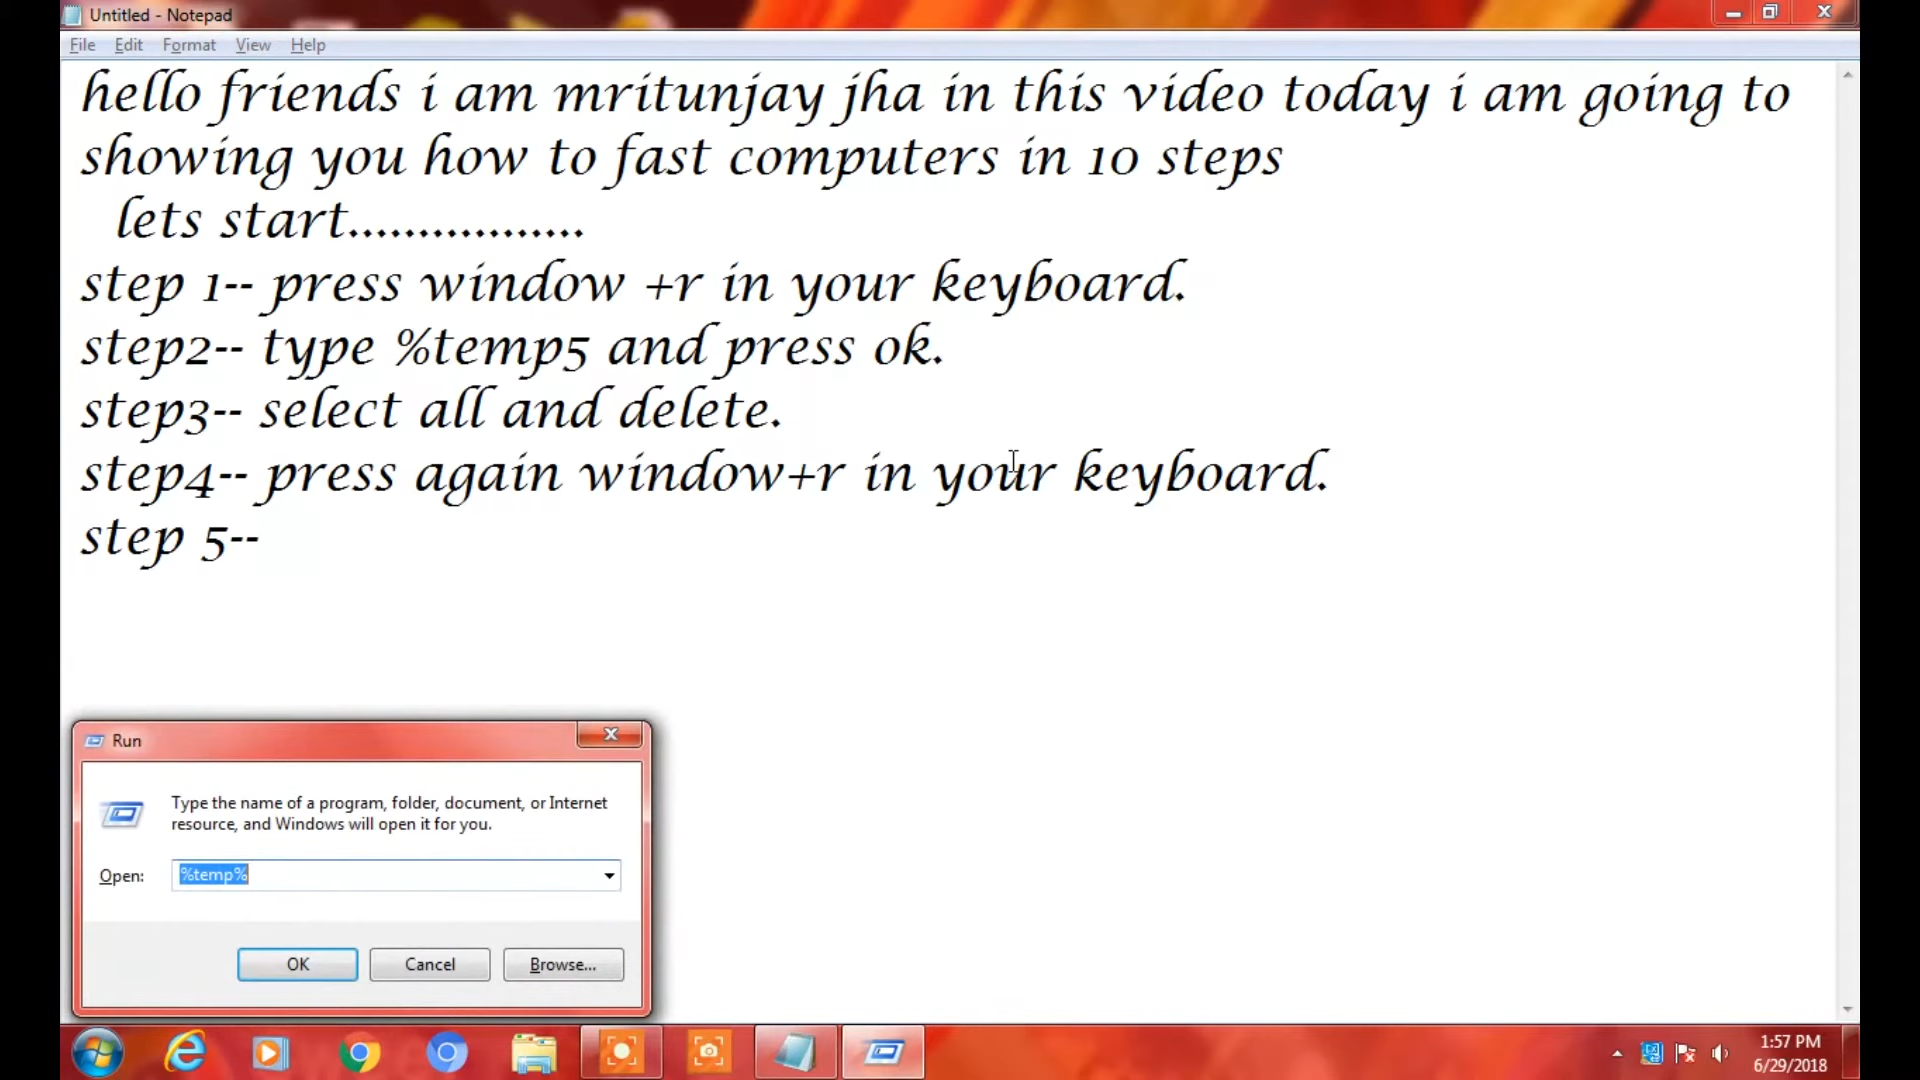 Untitled - Notepad
File Edit Format View Help
hello friends i am mritunjay jha in this video today i am going to
showing you how to fast computers in 10 steps
lets start.................
step 1-- press window +r in your keyboard.
step2-- type %temp5 and press ok.
step3-- select all and delete.
step4-- press again window+r in your keyboard.
step 5--
Run
Type the name of a program, folder, document, or Internet
resource, and Windows will open it for you.
Open: %temp%
OK Cancel Browse...
1:57 PM
6/29/2018